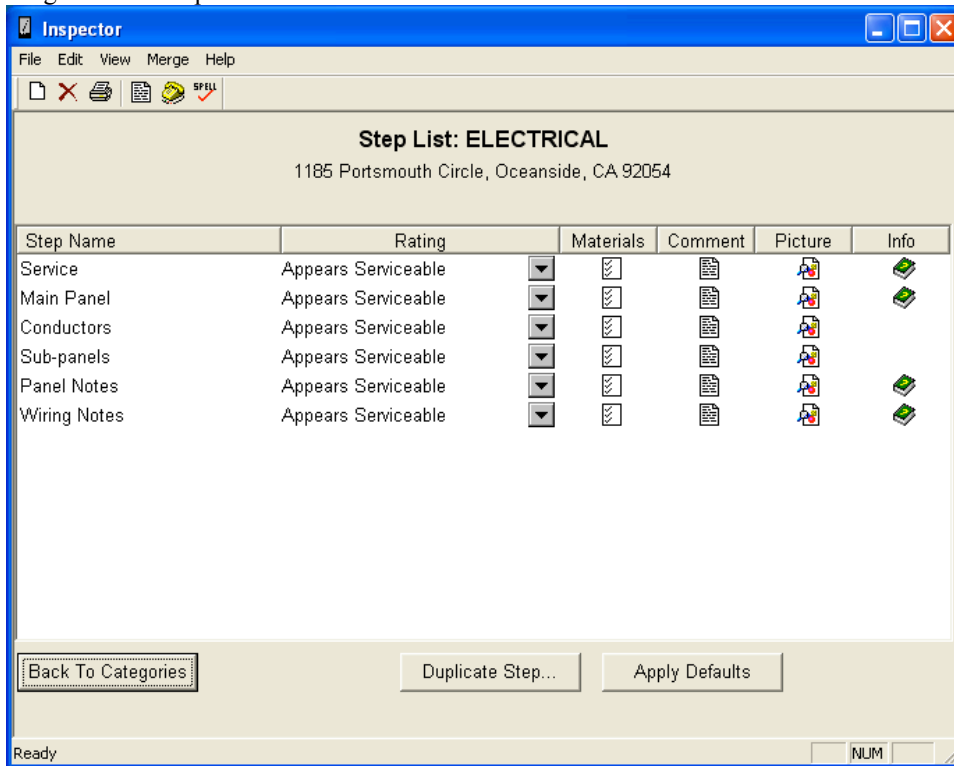 Inspector
File Edit View Merge Help
SPELL
Step List: ELECTRICAL
1185 Portsmouth Circle, Oceanside, CA 92054
Step Name Rating Materials Comment Picture Info
Service Appears Serviceable
Main Panel Appears Serviceable
Conductors Appears Serviceable
Sub-panels Appears Serviceable
Panel Notes Appears Serviceable
Wiring Notes Appears Serviceable
Back To Categories Duplicate Step... Apply Defaults
Ready NUM